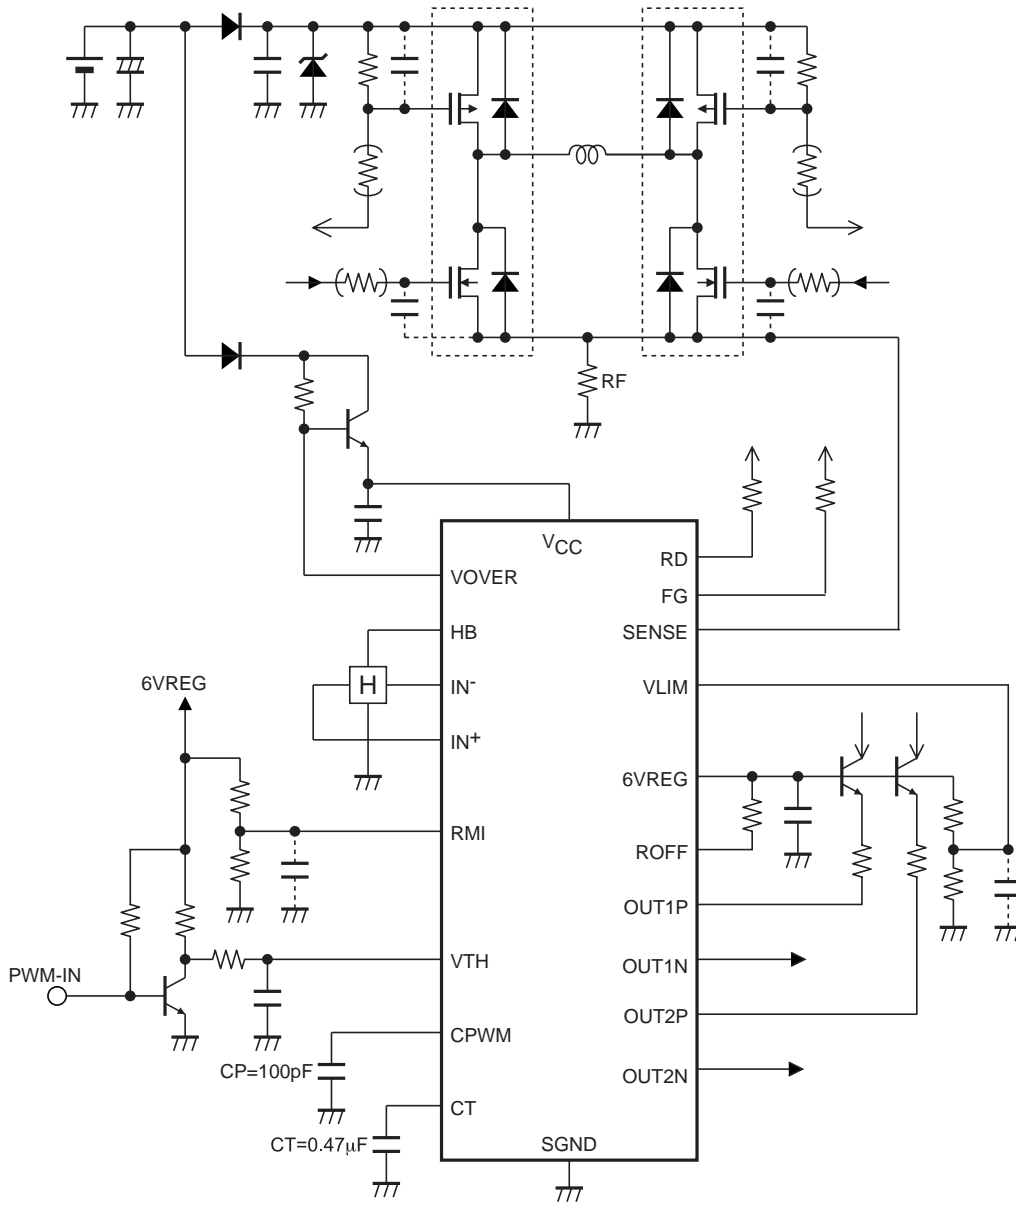 RF
VCC
RD
VOVER
FG
HB
SENSE
H
6VREG
IN-
VLIM
IN+
6VREG
RMI
ROFF
OUT1P
PWM-IN
VTH
OUT1N
OUT2P
CPWM
CP=100pF
OUT2N
CT
CT=0.47µF
SGND